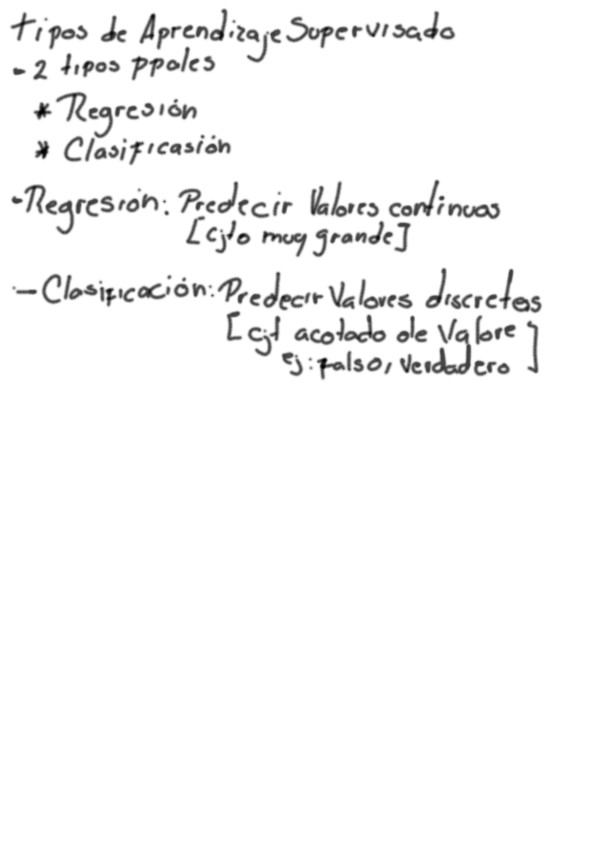 tipos de Aprendizaje Supervisado
- 2 tipos ppales
* Regresión
* Clasificasión
- Regresión: Predecir Valores continuos
[cjto muy grande]
- Clasificación: Predecir Valores discretos
[cjt acotado de Valore
ej: falso, Verdadero ]